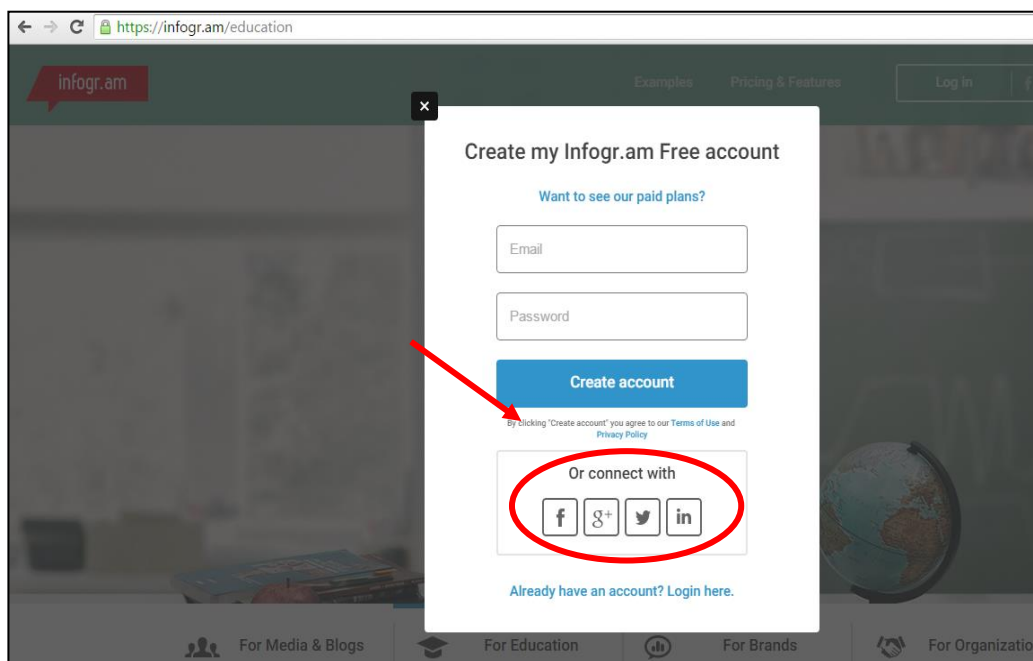 https://infogr.am/education
infogr.am
Examples
Pricing & Features
Log in
×
Create my Infogr.am Free account
Want to see our paid plans?
Email
Password
Create account
By clicking "Create account" you agree to our Terms of Use and
Privacy Policy
Or connect with
f g+ in
Already have an account? Login here.
For Media & Blogs
For Education
For Brands
For Organizatio